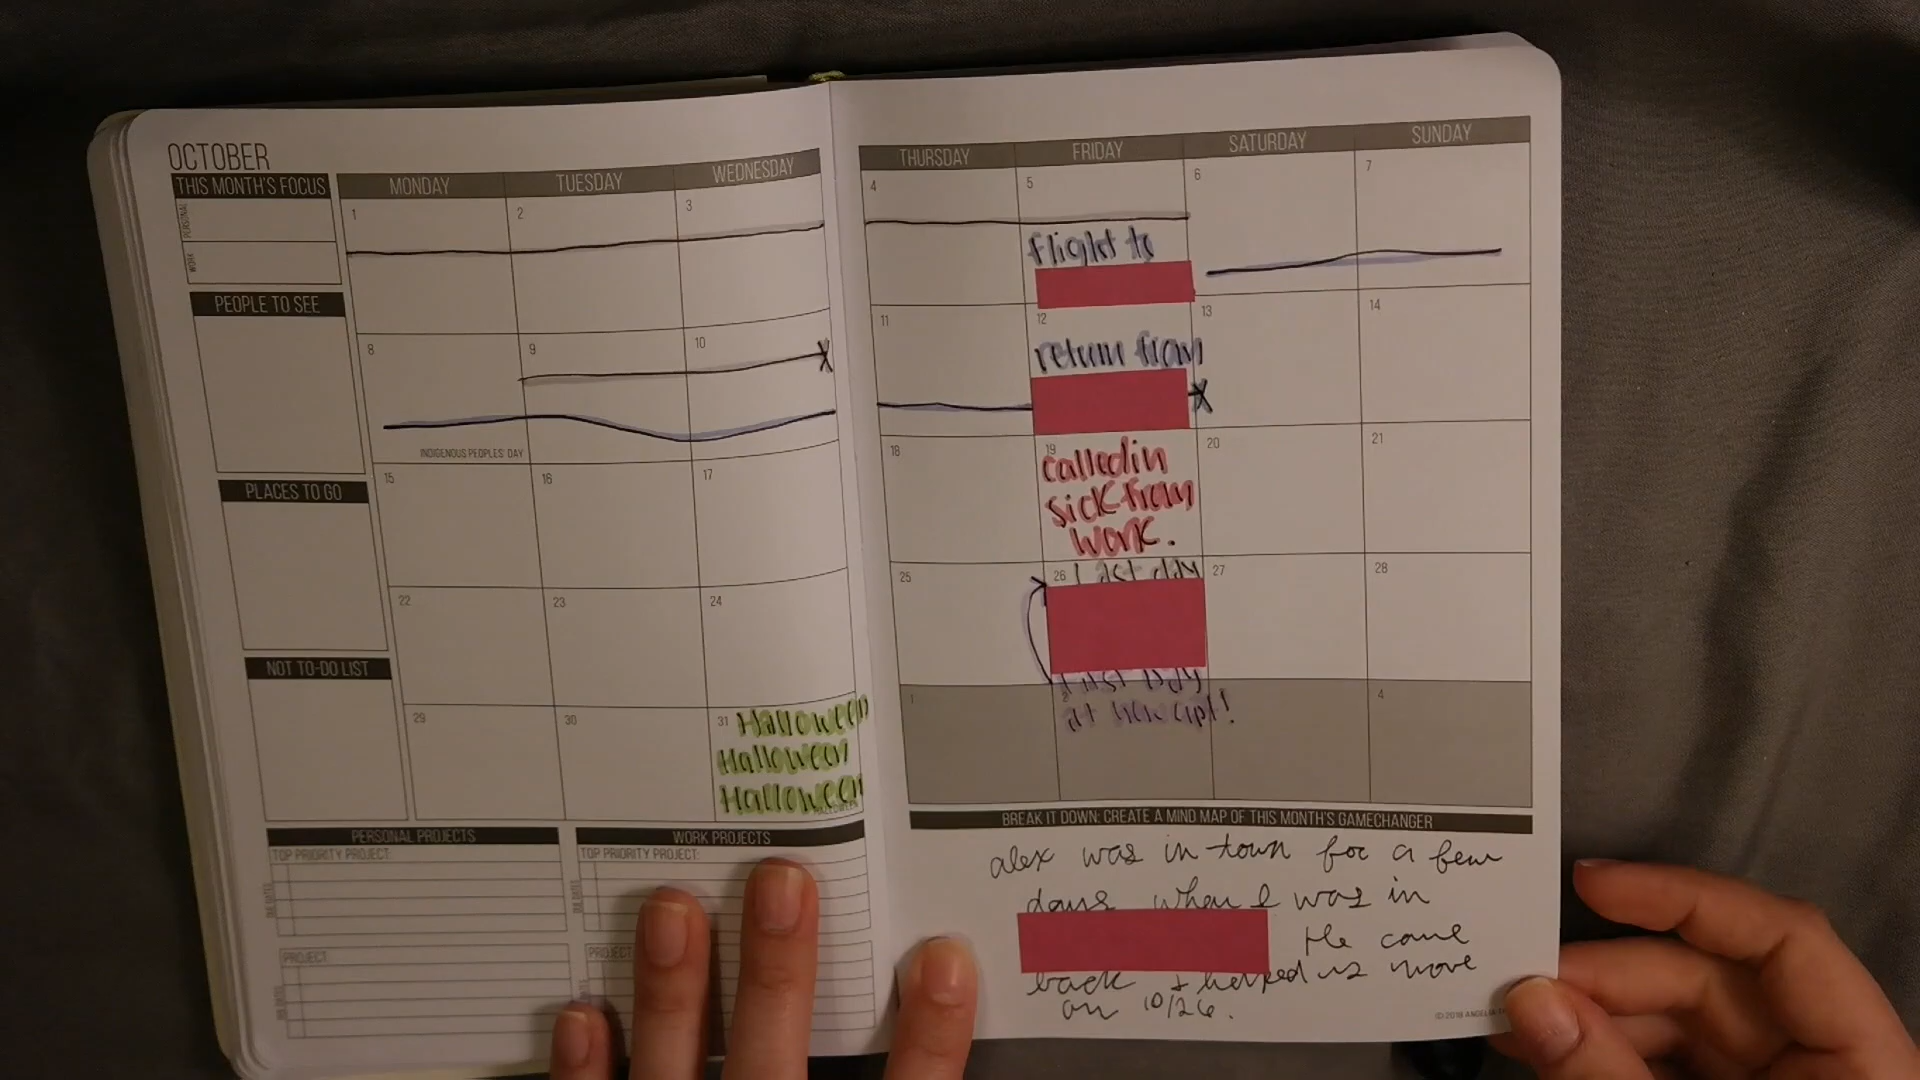 OCTOBER
THIS MONTH'S FOCUS
PERSONAL
WORK
PEOPLE TO SEE
PLACES TO GO
NOT TO-DO LIST
MONDAY TUESDAY WEDNESDAY
1 2 3
8 9 10
INDIGENOUS PEOPLES' DAY
15 16 17
22 23 24
29 30 31
Halloween
Halloween
Halloween
PERSONAL PROJECTS
TOP PRIORITY PROJECT:
PROJECT:
WORK PROJECTS
TOP PRIORITY PROJECT:
PROJECT:
THURSDAY FRIDAY SATURDAY SUNDAY
4 5 6 7
flight to
11 12 13 14
return from
X
X
18 19 20 21
called in
sick from
work.
25 26 27 28
Last day
1 2 4
first day
at new apt!
BREAK IT DOWN: CREATE A MIND MAP OF THIS MONTH'S GAMECHANGER
alex was in town for a few
days when I was in
He came
back + helped us move
on 10/26.